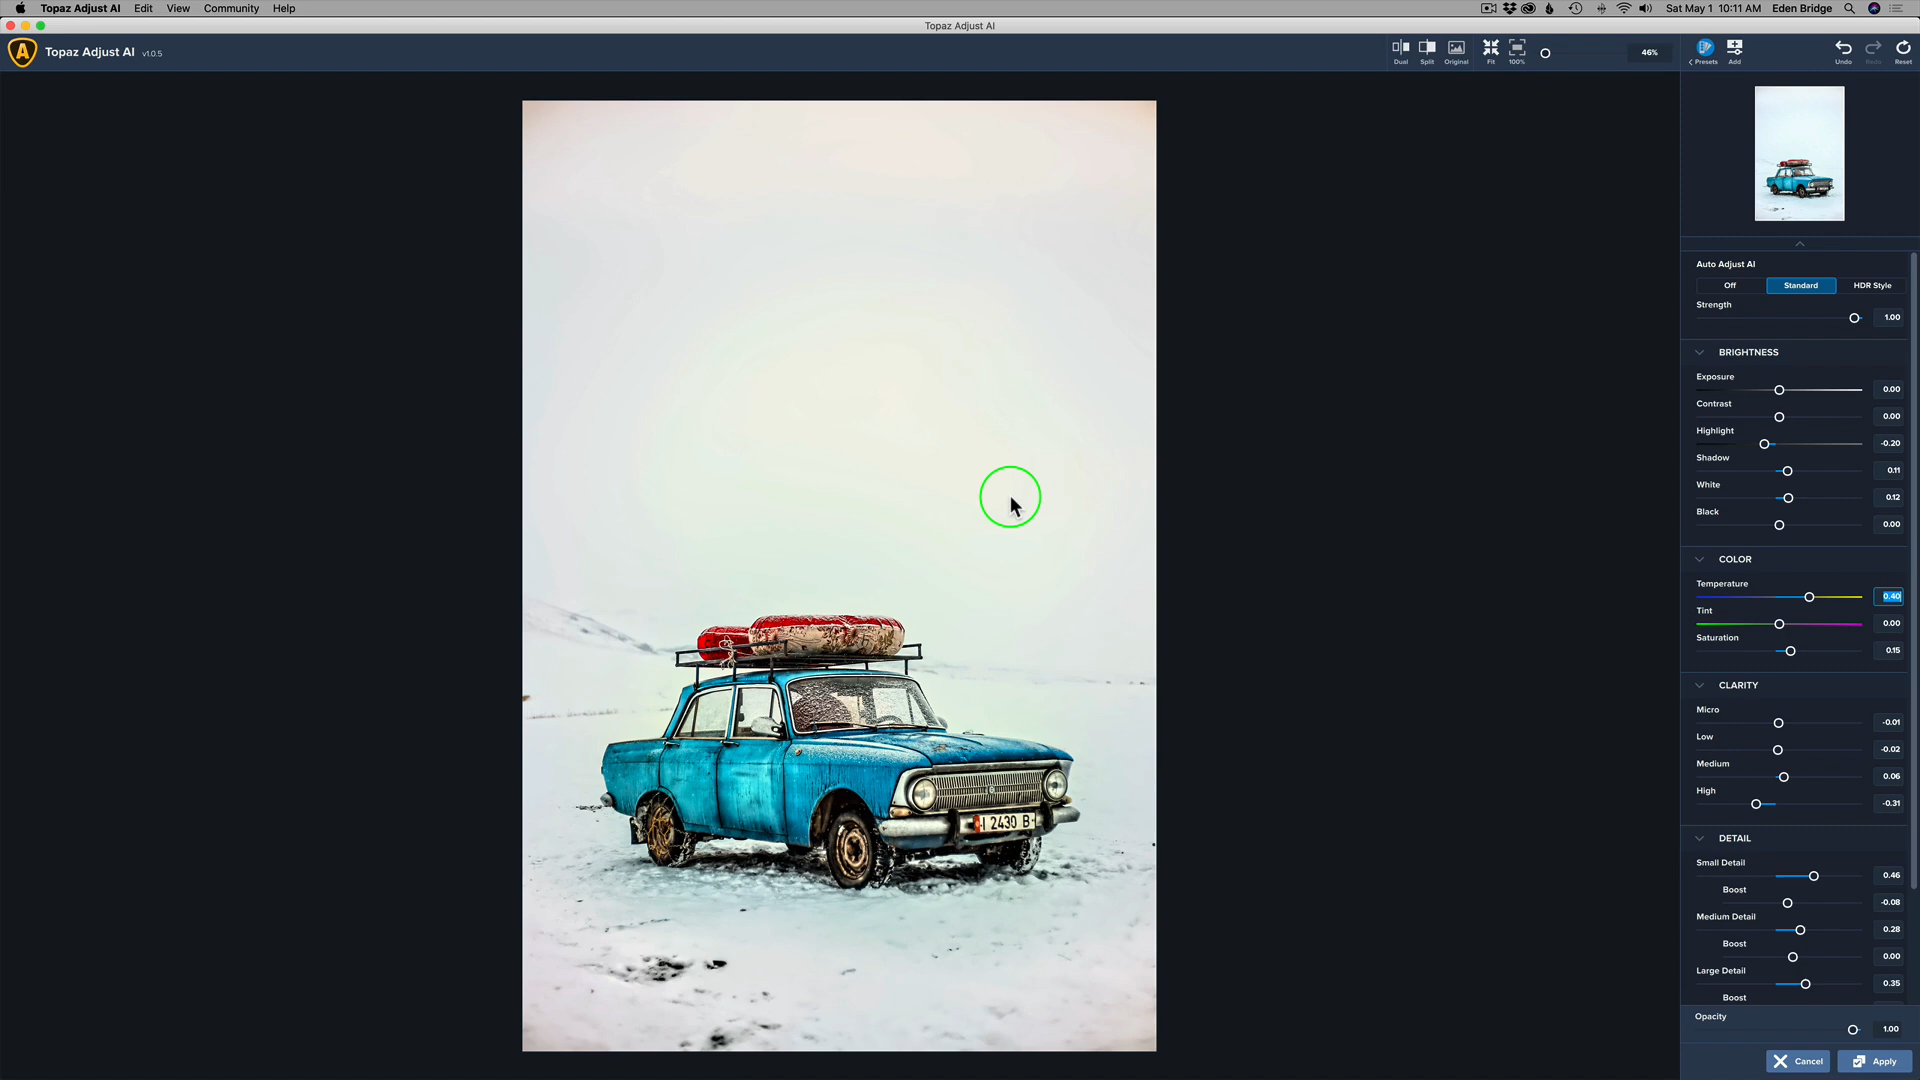 Topaz Adjust AI Edit View Community Help
Sat May 1 10:11 AM Eden Bridge
Topaz Adjust AI
Topaz Adjust AI v1.0.5
Dual Split Original Fit 100% 46% Presets Add Undo Redo Reset
Auto Adjust AI
Off Standard HDR Style
Strength
1.00
BRIGHTNESS
Exposure
0.00
Contrast
0.00
Highlight
-0.20
Shadow
0.11
White
0.12
Black
0.00
COLOR
Temperature
0.40
Tint
0.00
Saturation
0.15
CLARITY
Micro
-0.01
Low
-0.02
Medium
0.06
High
-0.31
DETAIL
Small Detail
0.46
Boost
-0.08
Medium Detail
0.28
Boost
0.00
Large Detail
0.35
Boost
Opacity
1.00
Cancel Apply
I 2430 B